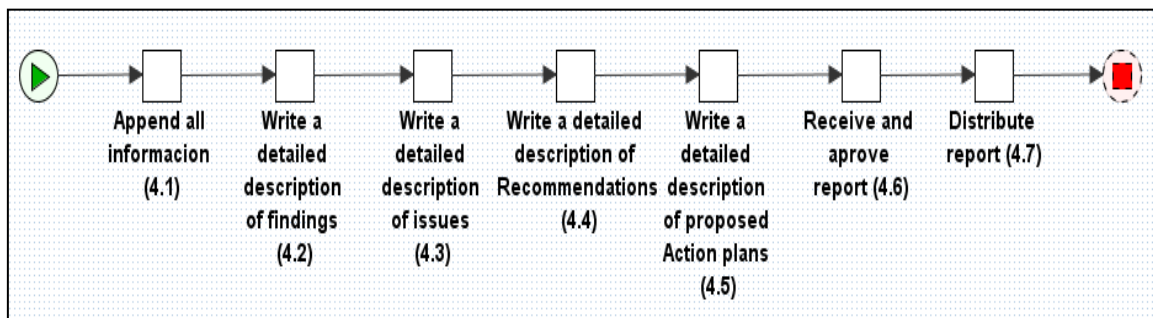 Append all
informacion
(4.1)
Write a
detailed
description
of findings
(4.2)
Write a
detailed
description
of issues
(4.3)
Write a detailed
description of
Recommendations
(4.4)
Write a
detailed
description
of proposed
Action plans
(4.5)
Receive and
aprove
report (4.6)
Distribute
report (4.7)